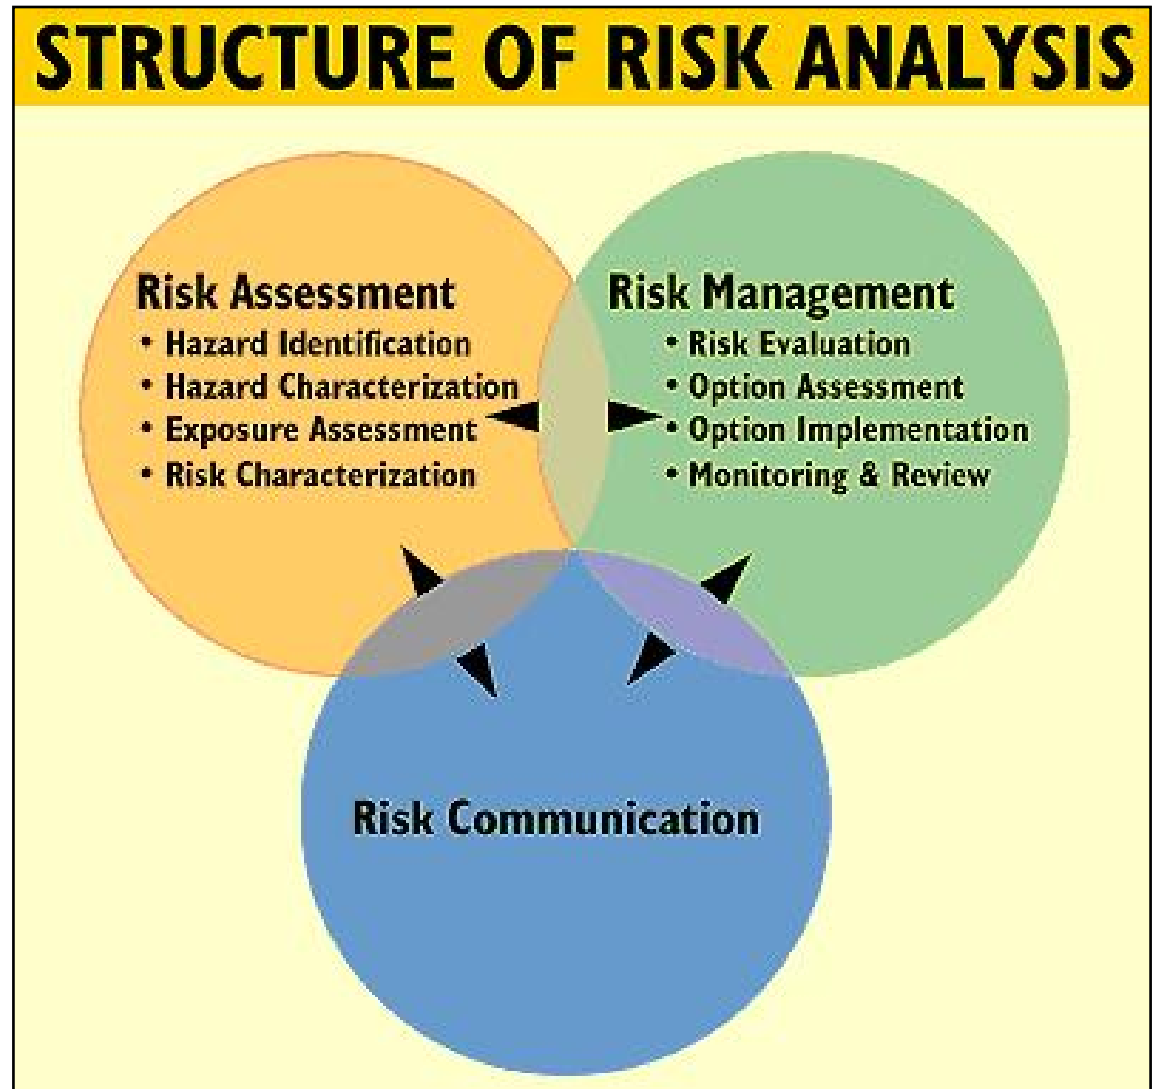 STRUCTURE OF RISK ANALYSIS
Risk Assessment
• Hazard Identification
• Hazard Characterization
• Exposure Assessment
• Risk Characterization
Risk Management
• Risk Evaluation
• Option Assessment
• Option Implementation
• Monitoring & Review
Risk Communication